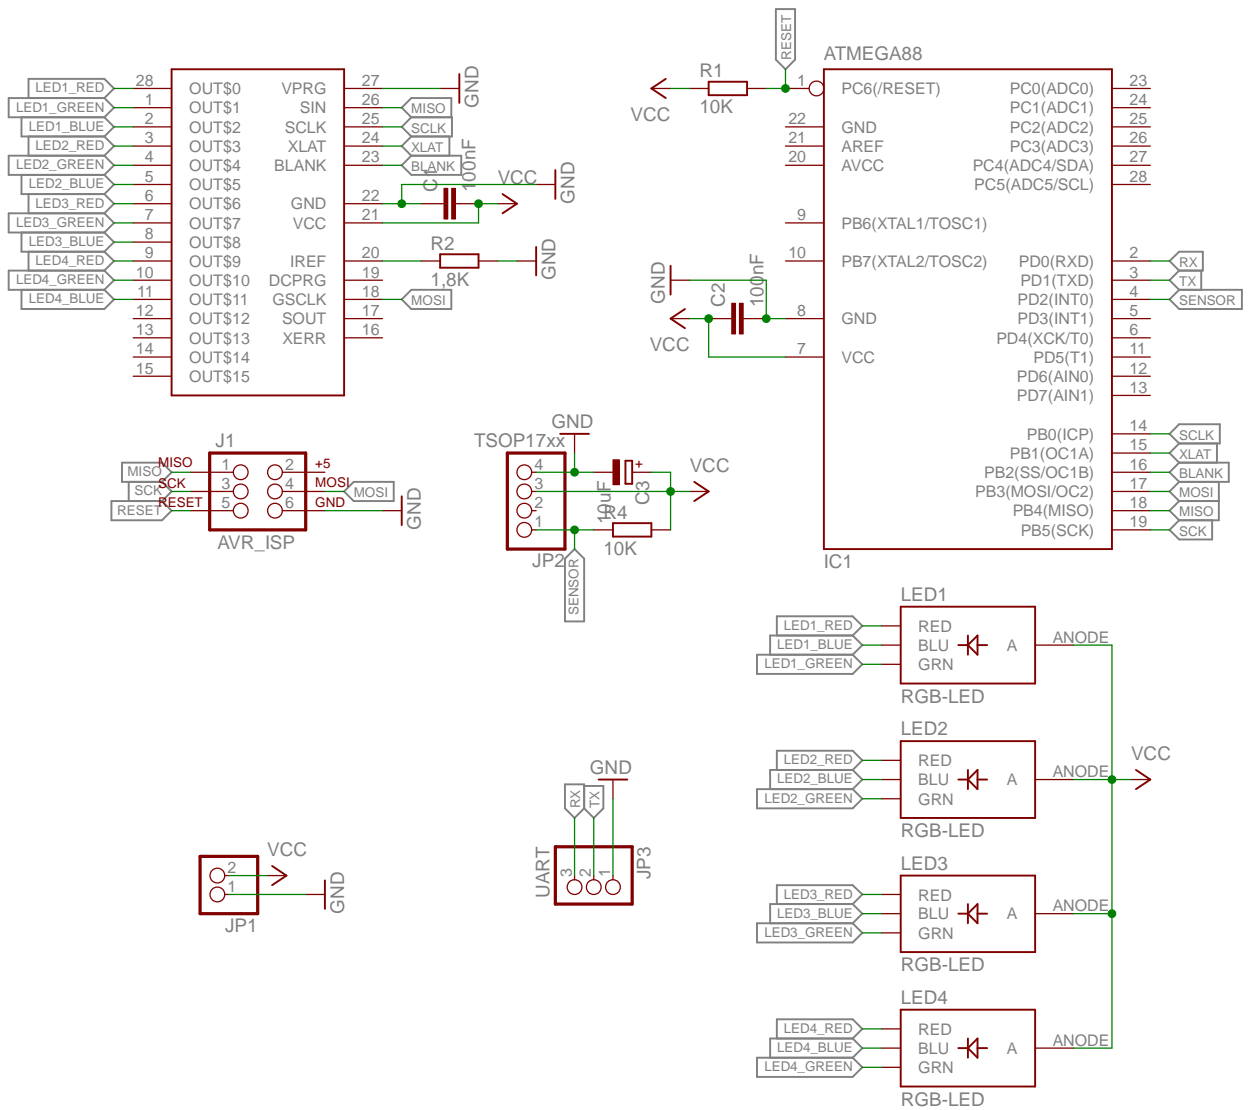 LED1_RED 28 OUT$0 VPRG 27 GND
LED1_GREEN 1 OUT$1 SIN 26 MISO
LED1_BLUE 2 OUT$2 SCLK 25 SCLK
LED2_RED 3 OUT$3 XLAT 24 XLAT
LED2_GREEN 4 OUT$4 BLANK 23 BLANK
LED2_BLUE 5 OUT$5
LED3_RED 6 OUT$6 GND 22
LED3_GREEN 7 OUT$7 VCC 21
LED3_BLUE 8 OUT$8
LED4_RED 9 OUT$9 IREF 20
LED4_GREEN 10 OUT$10 DCPRG 19
LED4_BLUE 11 OUT$11 GSCLK 18 MOSI
12 OUT$12 SOUT 17
13 OUT$13 XERR 16
14 OUT$14
15 OUT$15
C1 100nF VCC GND
R2 1,8K GND
RESET
ATMEGA88
R1
10K
VCC
1 PC6(/RESET) PC0(ADC0) 23
PC1(ADC1) 24
22 GND PC2(ADC2) 25
21 AREF PC3(ADC3) 26
20 AVCC PC4(ADC4/SDA) 27
PC5(ADC5/SCL) 28
9 PB6(XTAL1/TOSC1)
10 PB7(XTAL2/TOSC2) PD0(RXD) 2 RX
PD1(TXD) 3 TX
PD2(INT0) 4 SENSOR
8 GND PD3(INT1) 5
PD4(XCK/T0) 6
7 VCC PD5(T1) 11
PD6(AIN0) 12
PD7(AIN1) 13
PB0(ICP) 14 SCLK
PB1(OC1A) 15 XLAT
PB2(SS/OC1B) 16 BLANK
PB3(MOSI/OC2) 17 MOSI
PB4(MISO) 18 MISO
PB5(SCK) 19 SCK
IC1
GND C2 100nF
VCC
J1
MISO MISO 1 2 +5
SCK SCK 3 4 MOSI MOSI
RESET RESET 5 6 GND GND
AVR_ISP
GND
TSOP17xx
4
3
2
1
JP2
10uF + C3
VCC
R4
10K
SENSOR
LED1
LED1_RED RED
LED1_BLUE BLU A ANODE
LED1_GREEN GRN
RGB-LED
LED2
LED2_RED RED
LED2_BLUE BLU A ANODE
LED2_GREEN GRN
RGB-LED
VCC
LED3
LED3_RED RED
LED3_BLUE BLU A ANODE
LED3_GREEN GRN
RGB-LED
LED4
LED4_RED RED
LED4_BLUE BLU A ANODE
LED4_GREEN GRN
RGB-LED
2 VCC
1 GND
JP1
GND
RX TX
UART 3 2 1 JP3